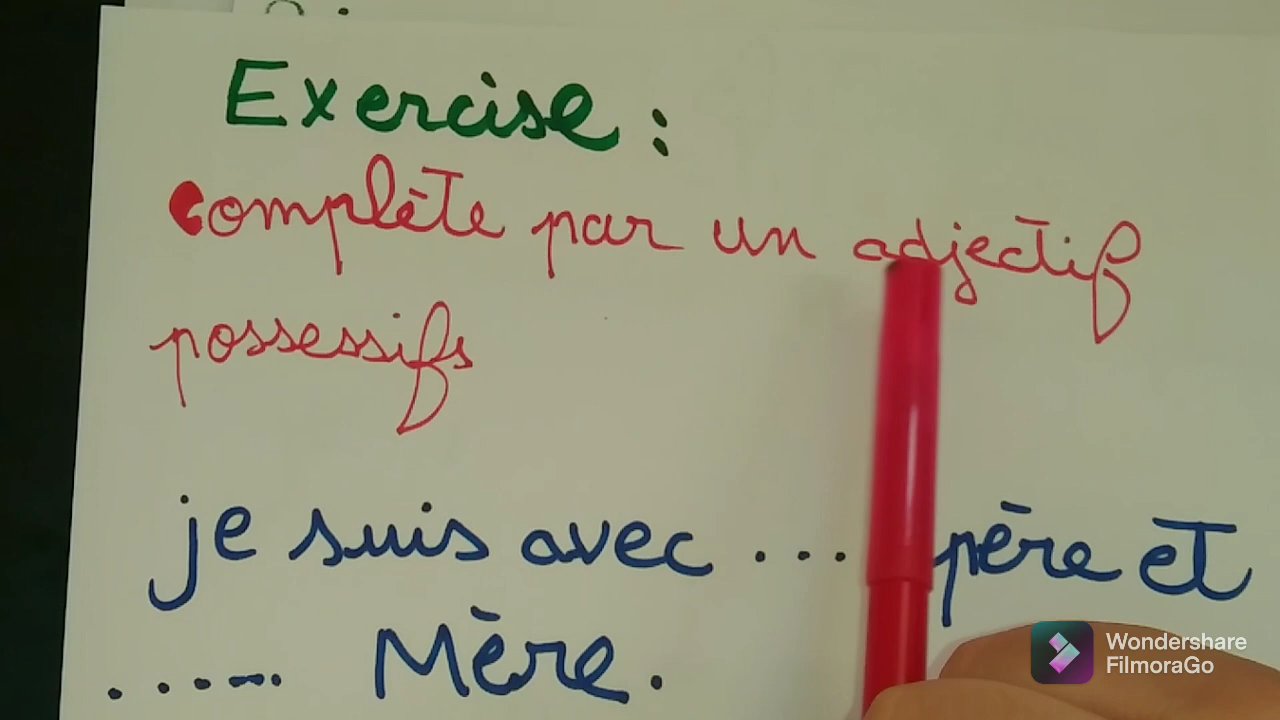 Exercise :
complète par un adjectif
possessifs
je suis avec ... père et
...... Mère.
Wondershare
FilmoraGo